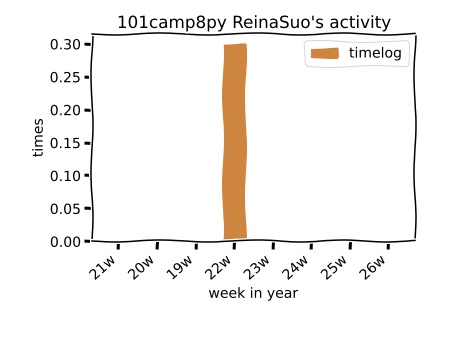 101camp8py ReinaSuo's activity
timelog
0.30
0.25
0.20
0.15
0.10
0.05
0.00
times
21w 20w 19w 22w 23w 24w 25w 26w
week in year